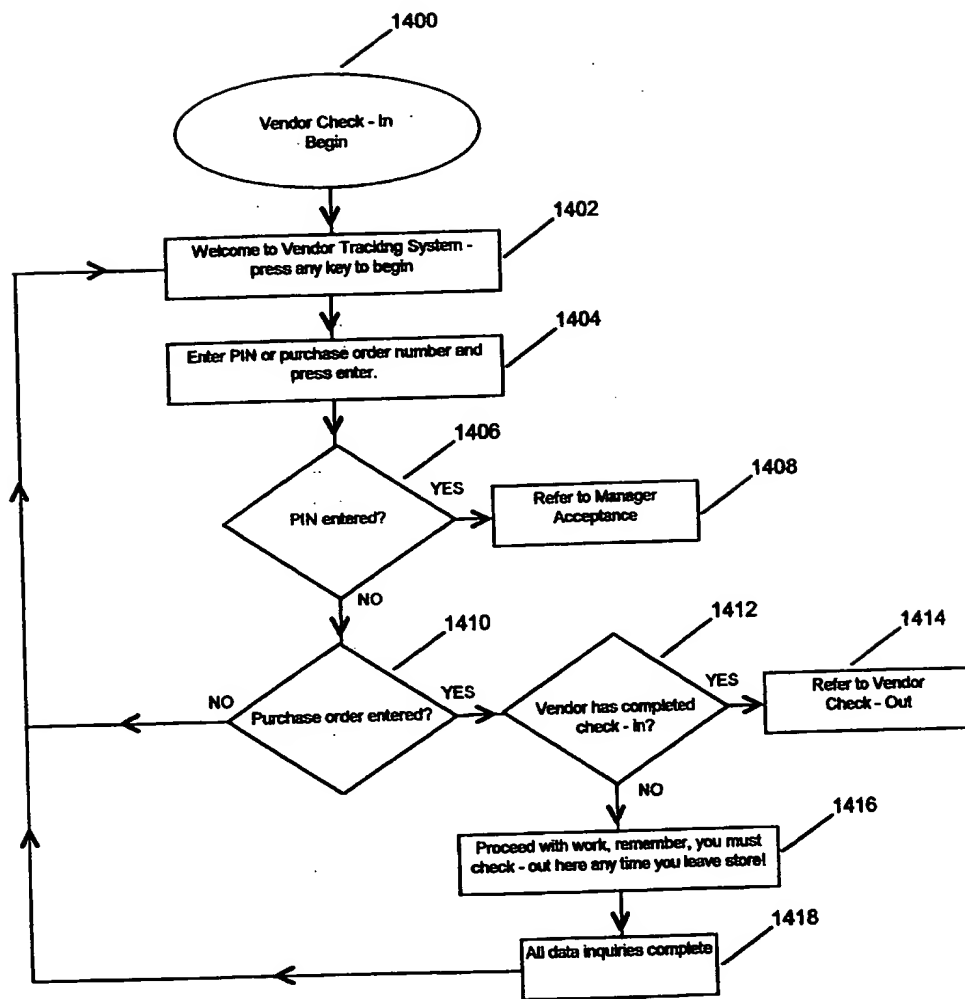 1400
Vendor Check - In
Begin
1402
Welcome to Vendor Tracking System -
press any key to begin
1404
Enter PIN or purchase order number and
press enter.
1406
PIN entered?
YES
1408
Refer to Manager
Acceptance
NO
1410
Purchase order entered?
NO
YES
1412
Vendor has completed
check - In?
YES
1414
Refer to Vendor
Check - Out
NO
1416
Proceed with work, remember, you must
check - out here any time you leave store!
1418
All data inquiries complete